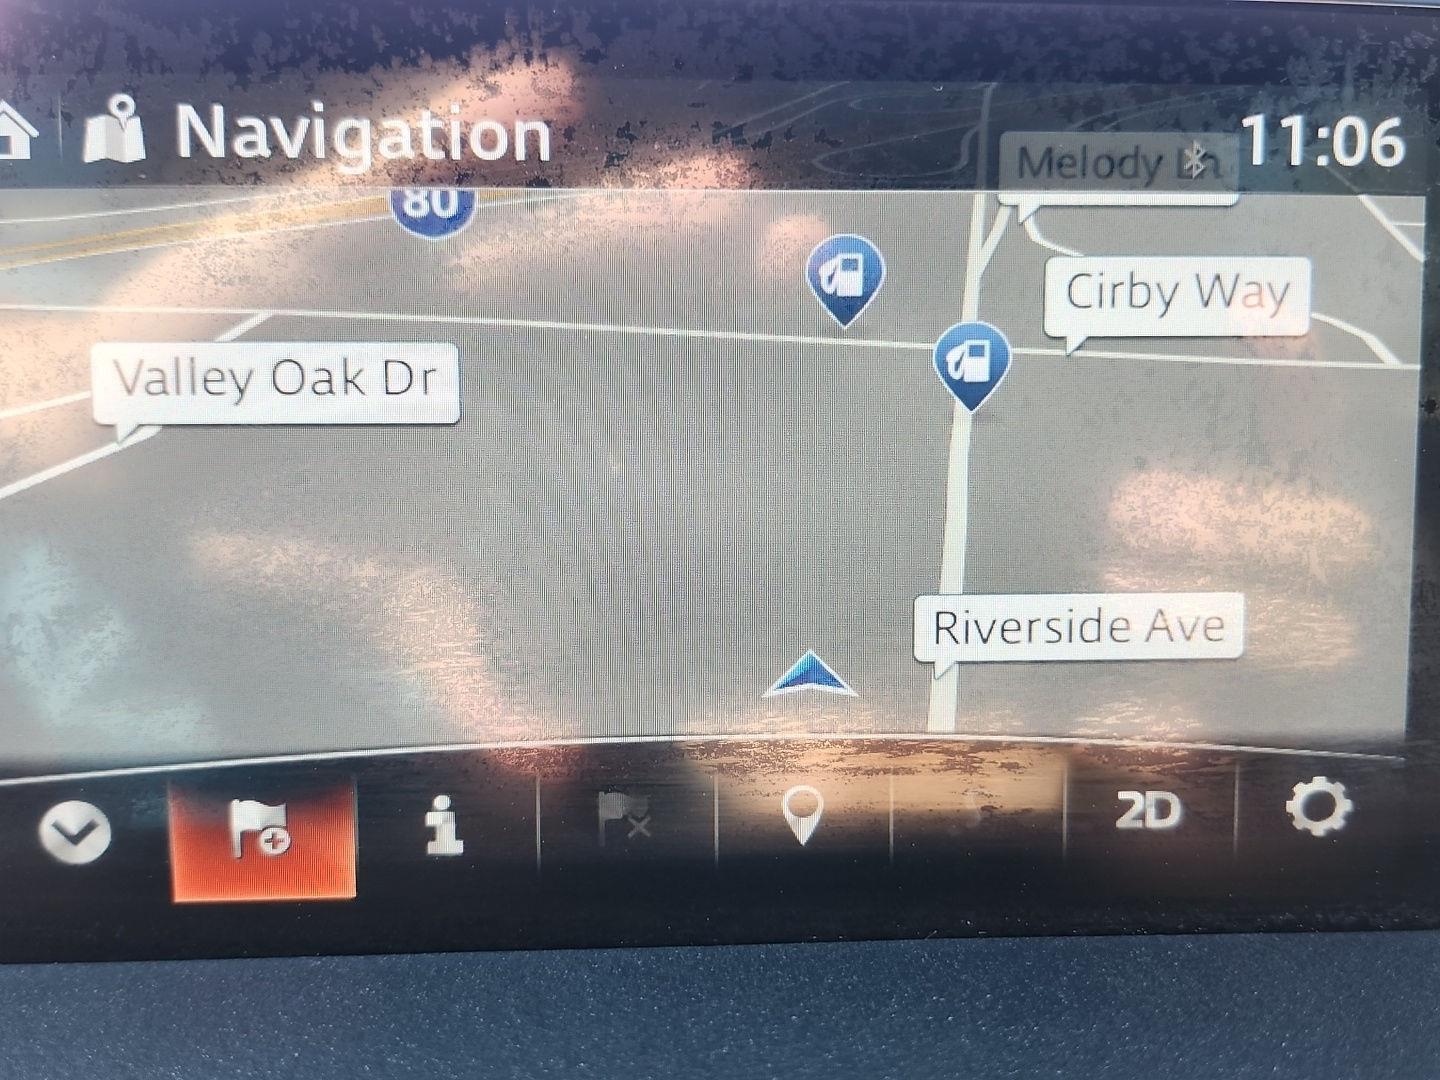 Navigation
Melody Ln
11:06
80
Cirby Way
Valley Oak Dr
Riverside Ave
2D